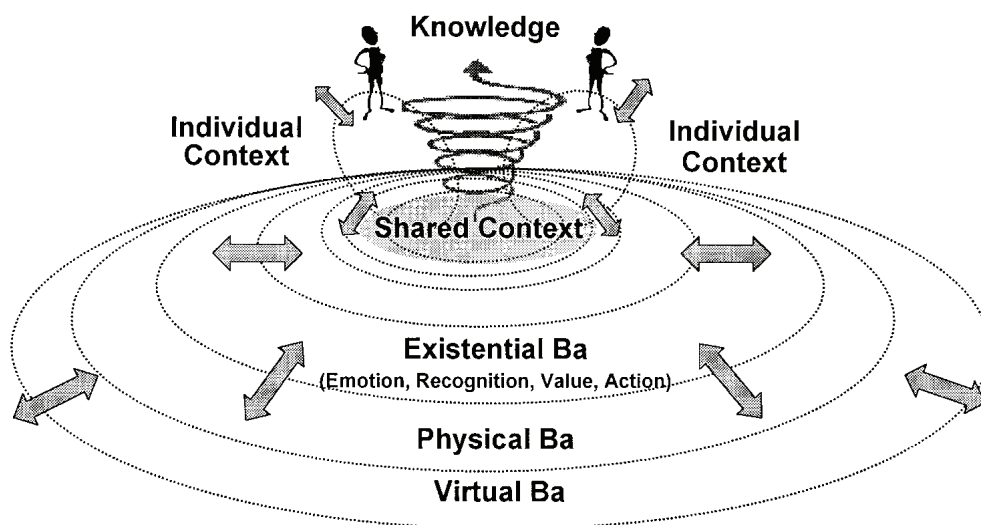 Knowledge
Individual
Context
Individual
Context
Shared Context
Existential Ba
(Emotion, Recognition, Value, Action)
Physical Ba
Virtual Ba